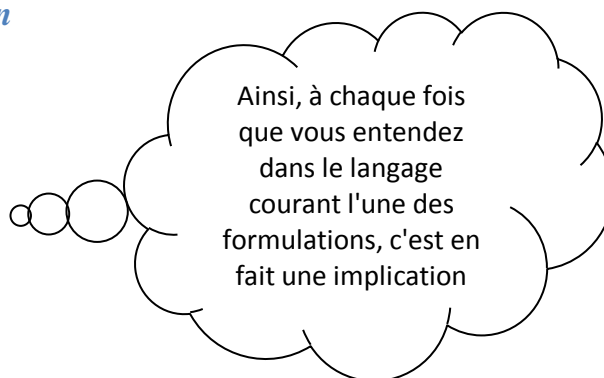 n
Ainsi, à chaque fois
que vous entendez
dans le langage
courant l'une des
formulations, c'est en
fait une implication